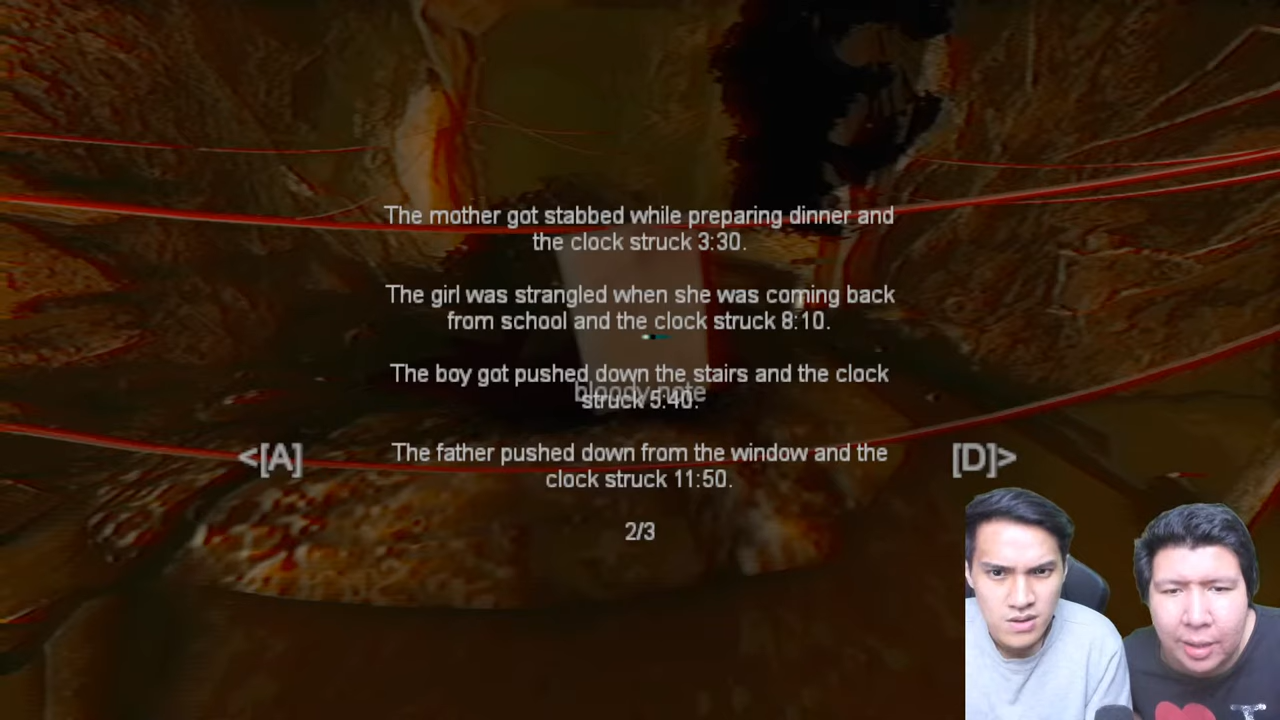 The mother got stabbed while preparing dinner and
the clock struck 3:30.
The girl was strangled when she was coming back
from school and the clock struck 8:10.
The boy got pushed down the stairs and the clock
bloody note
struck 5:40.
The father pushed down from the window and the
clock struck 11:50.
<[A]
[D]>
2/3